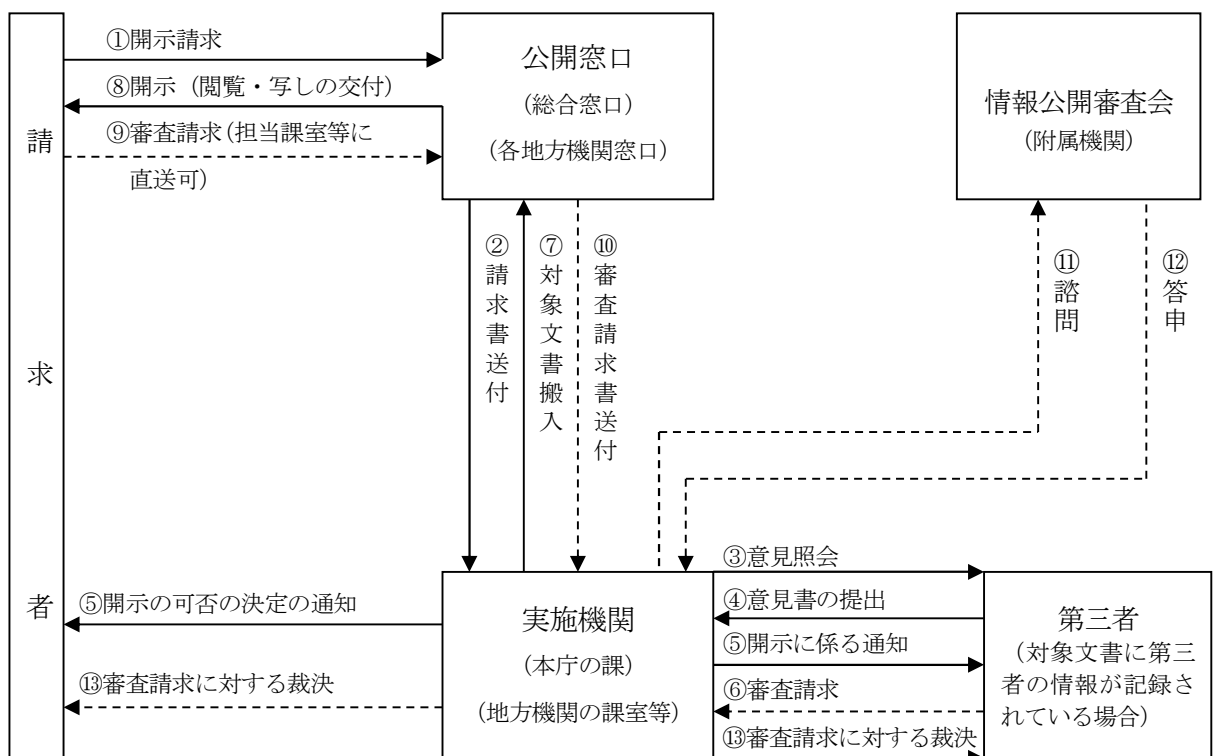 ①開示請求
⑧開示（閲覧・写しの交付）
⑨審査請求(担当課室等に
直送可)
請求者
公開窓口
(総合窓口)
(各地方機関窓口)
情報公開審査会
(附属機関)
②請求書送付
⑦対象文書搬入
⑩審査請求書送付
⑪諮問
⑫答申
⑤開示の可否の決定の通知
⑬審査請求に対する裁決
実施機関
(本庁の課)
(地方機関の課室等)
③意見照会
④意見書の提出
⑤開示に係る通知
⑥審査請求
⑬審査請求に対する裁決
第三者
（対象文書に第三
者の情報が記録さ
れている場合）